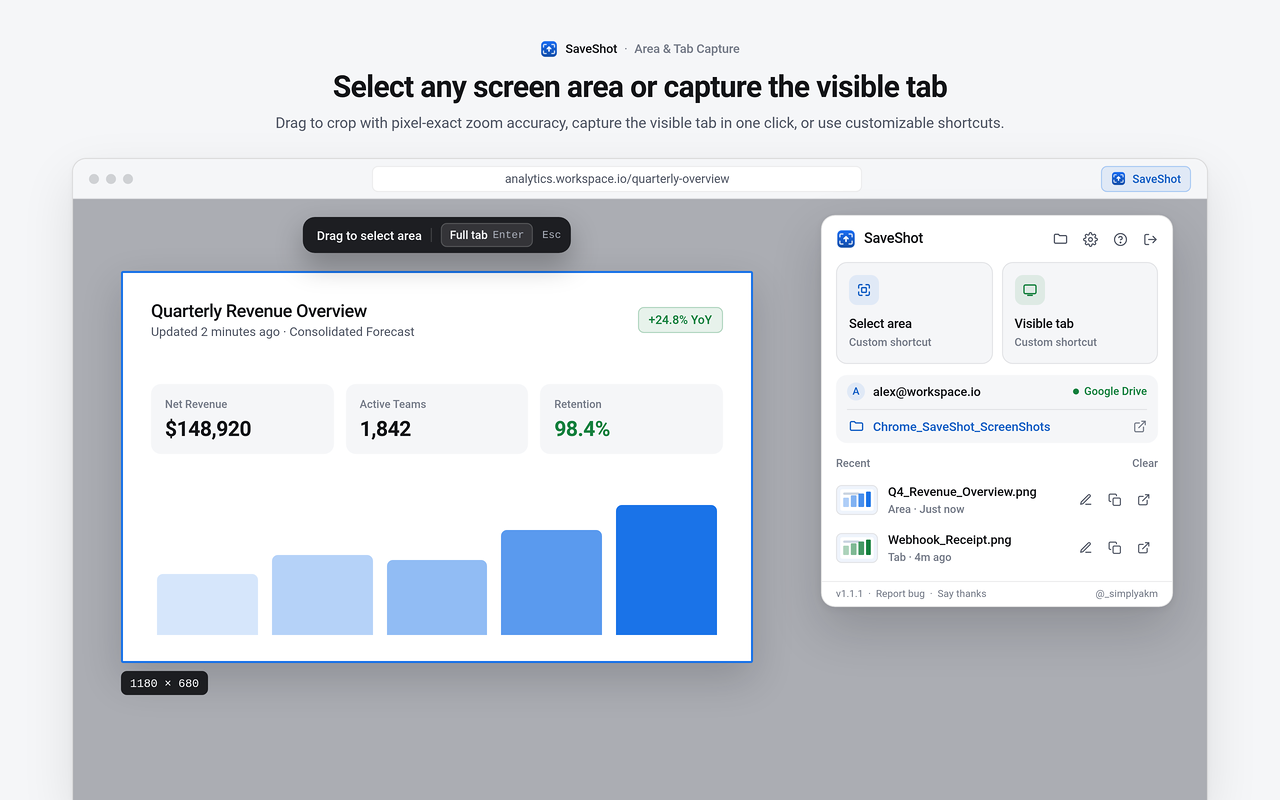 SaveShot · Area & Tab Capture
Select any screen area or capture the visible tab
Drag to crop with pixel-exact zoom accuracy, capture the visible tab in one click, or use customizable shortcuts.
analytics.workspace.io/quarterly-overview
SaveShot
Drag to select area
Full tab Enter
Esc
Quarterly Revenue Overview
Updated 2 minutes ago · Consolidated Forecast
+24.8% YoY
Net Revenue
$148,920
Active Teams
1,842
Retention
98.4%
1180 × 680
SaveShot
Select area
Custom shortcut
Visible tab
Custom shortcut
A alex@workspace.io
Google Drive
Chrome_SaveShot_ScreenShots
Recent
Clear
Q4_Revenue_Overview.png
Area · Just now
Webhook_Receipt.png
Tab · 4m ago
v1.1.1 · Report bug · Say thanks
@_simplyakm